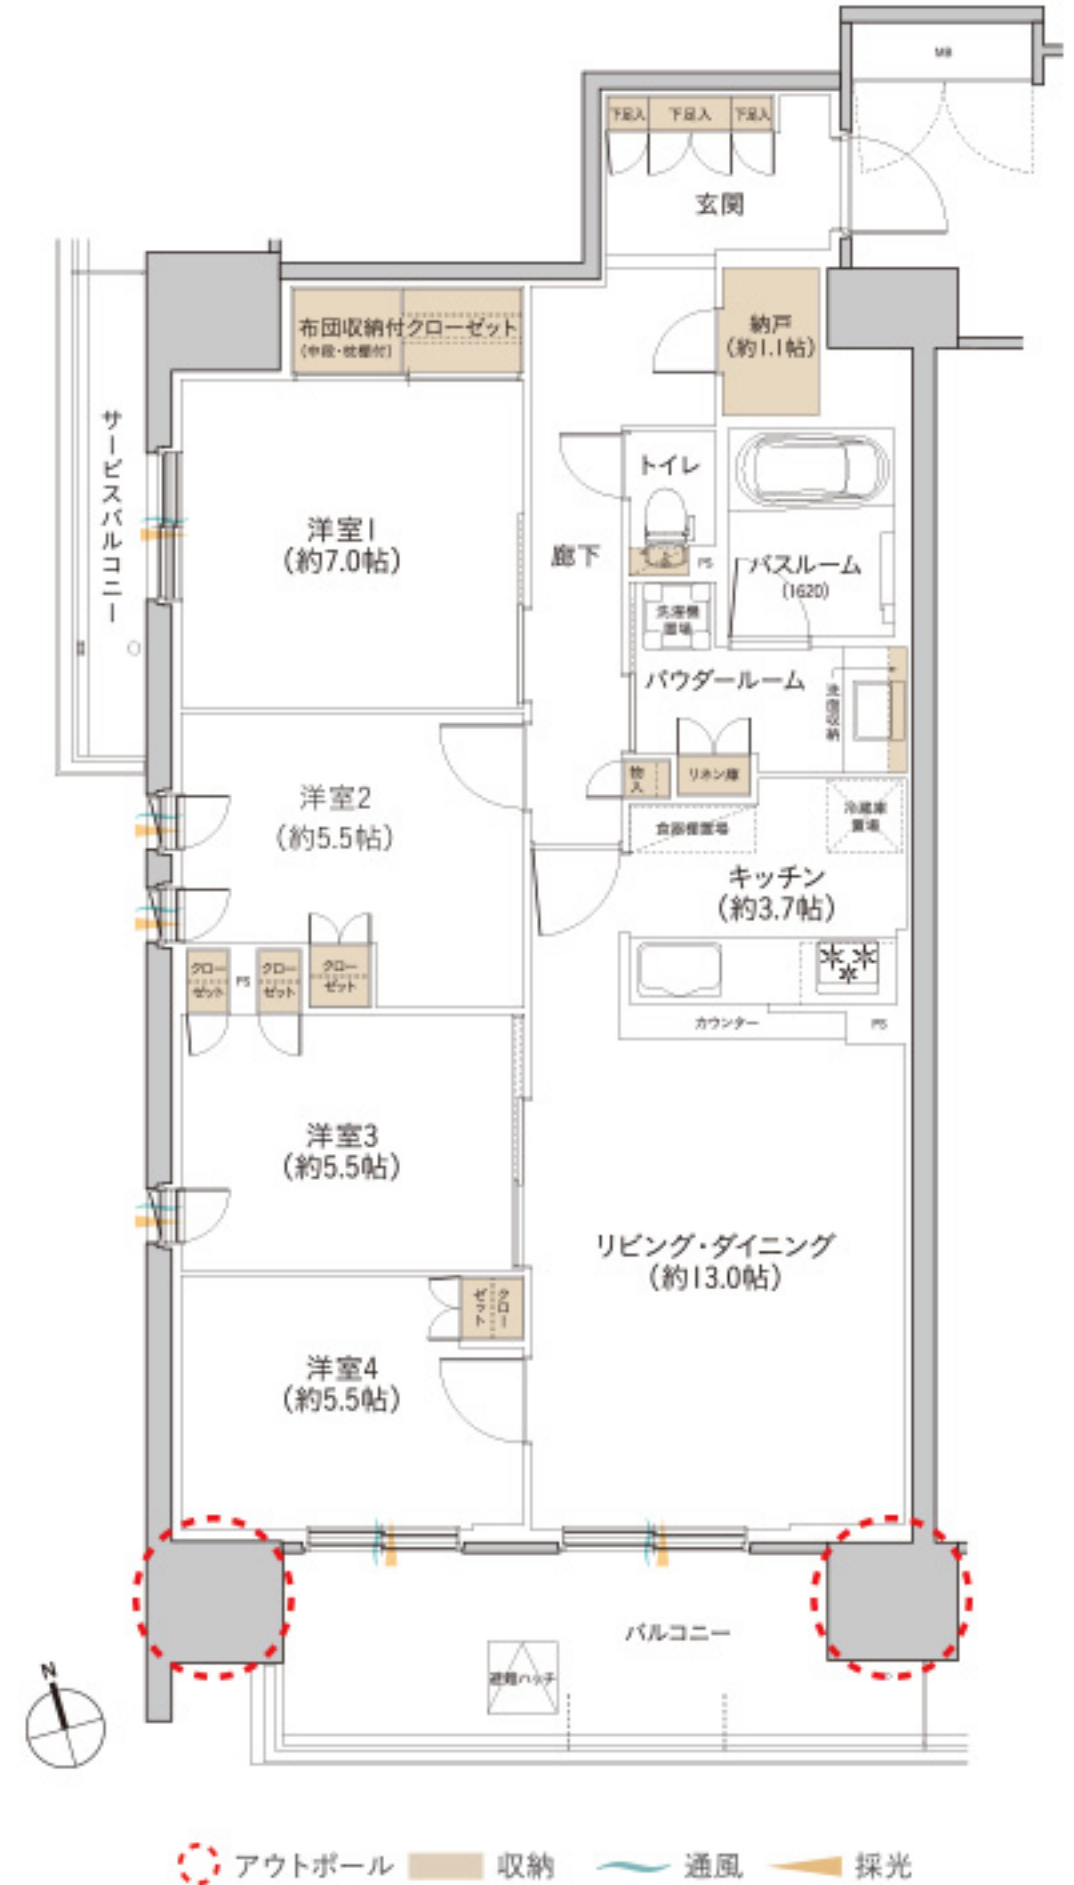 MB
下足入
下足入
下足入
玄関
布団収納付クローゼット
(中段・枕棚付)
納戸
(約1.1帖)
サービスバルコニー
洋室1
(約7.0帖)
トイレ
廊下
PS
バスルーム
(1620)
洗濯機
置場
パウダールーム
洗面収納
物入
リネン庫
洋室2
(約5.5帖)
食器棚置場
冷蔵庫
置場
キッチン
(約3.7帖)
クロー
ゼット
PS
クロー
ゼット
クロー
ゼット
カウンター
PS
洋室3
(約5.5帖)
リビング・ダイニング
(約13.0帖)
クロー
ゼット
洋室4
(約5.5帖)
バルコニー
避難ハッチ
N
アウトポール
収納
通風
採光